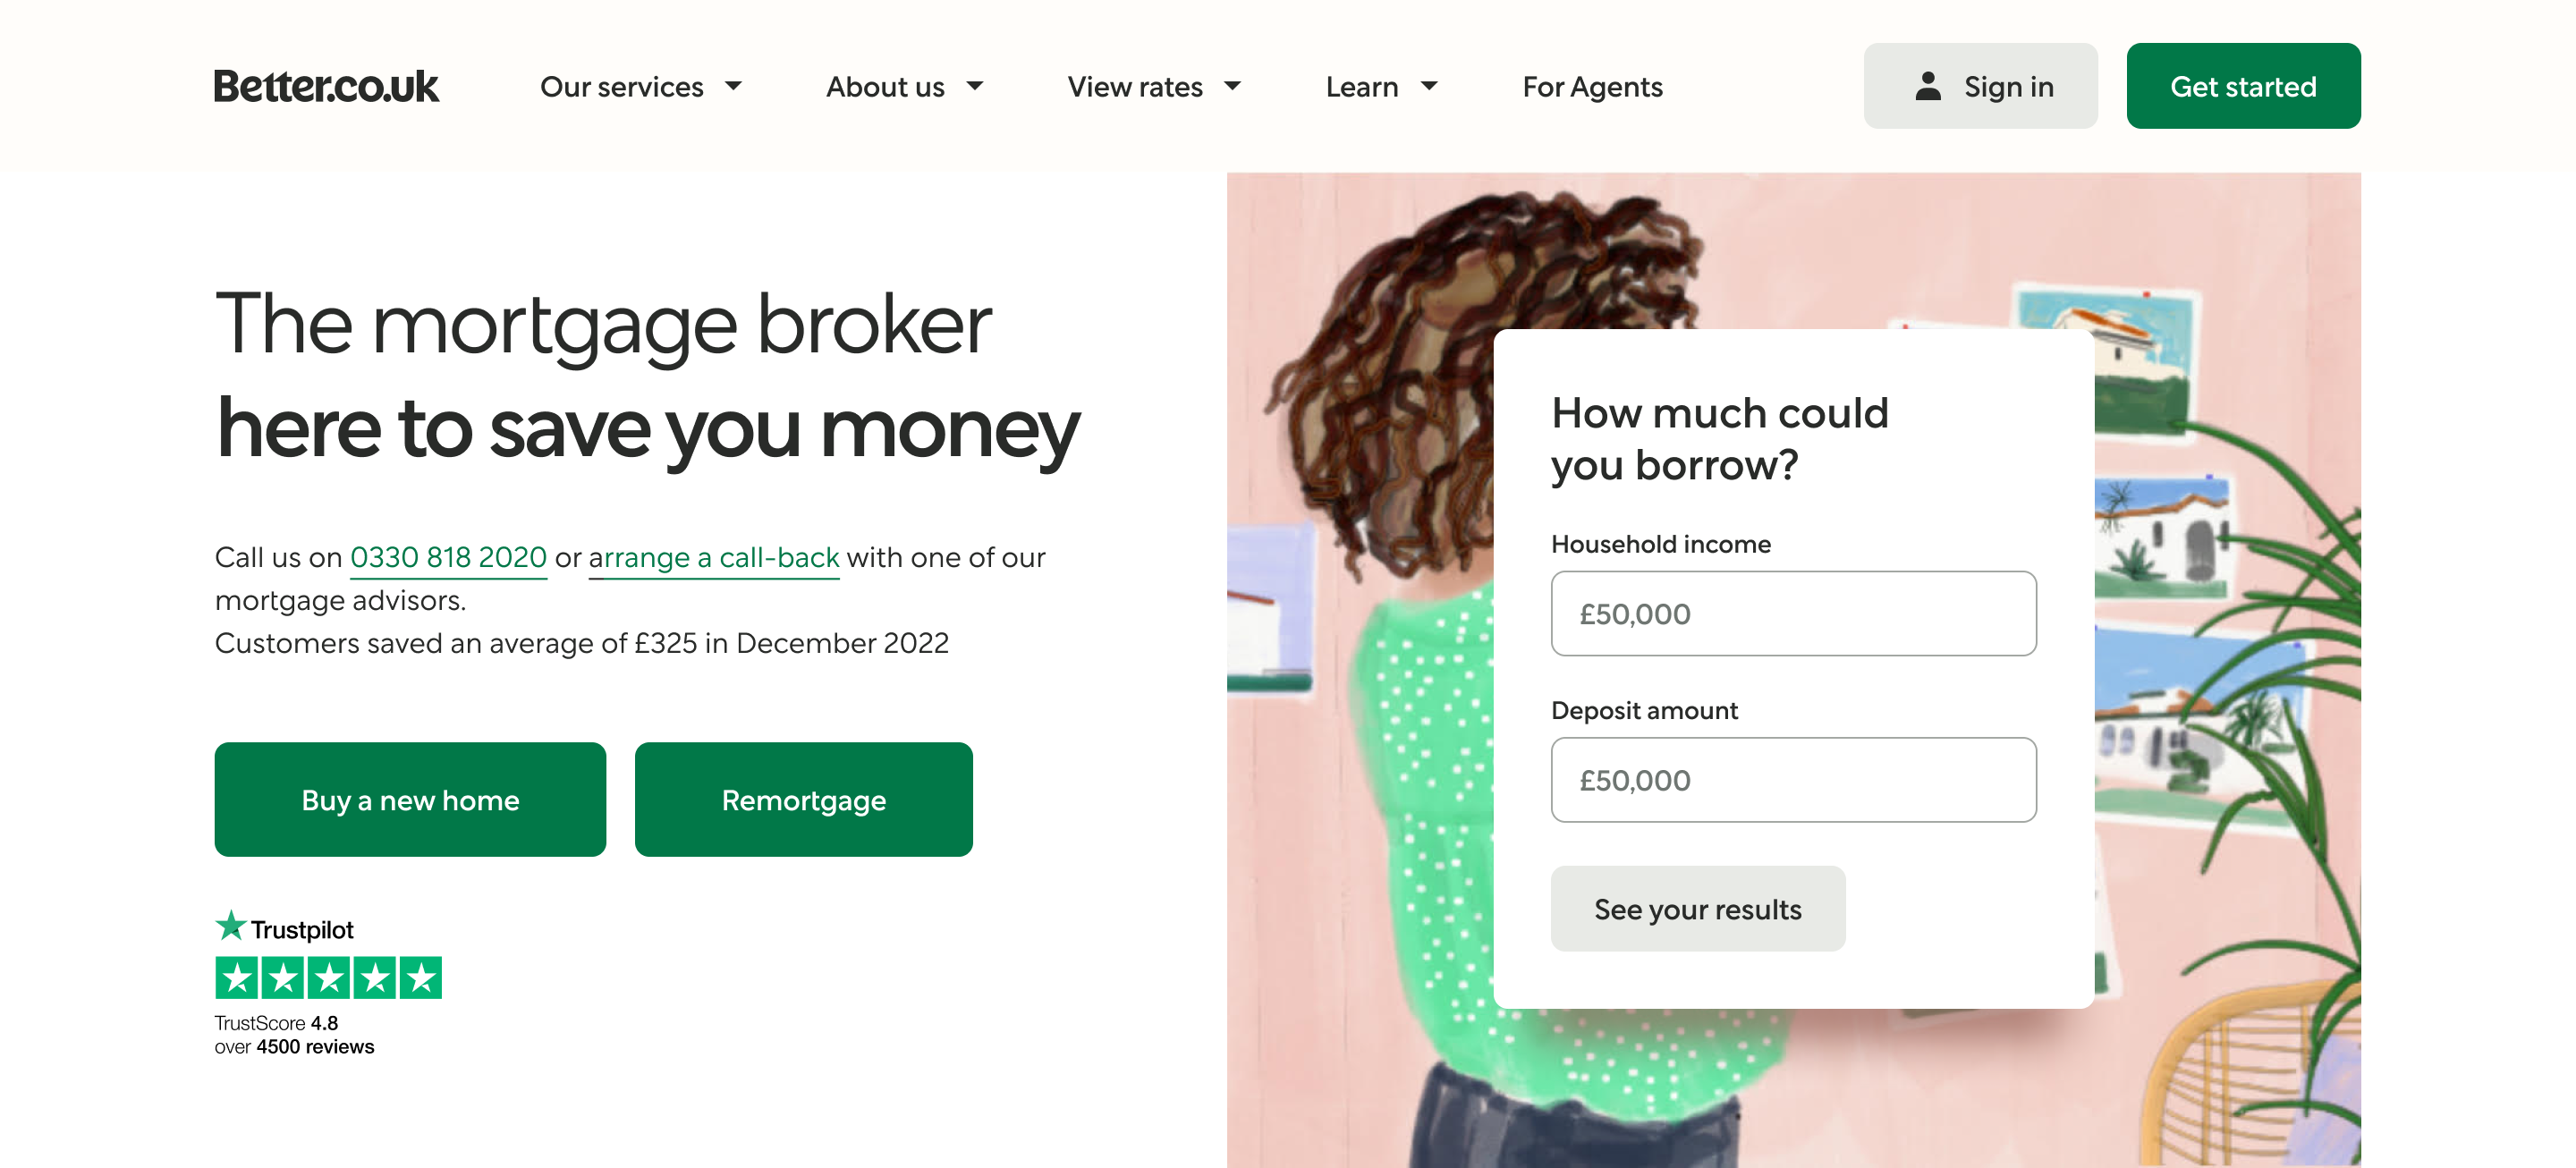 Better.co.uk
Our services
About us
View rates
Learn
For Agents
Sign in
Get started
The mortgage broker
here to save you money
Call us on 0330 818 2020 or arrange a call-back with one of our
mortgage advisors.
Customers saved an average of £325 in December 2022
Buy a new home
Remortgage
Trustpilot
TrustScore 4.8
over 4500 reviews
How much could
you borrow?
Household income
£50,000
Deposit amount
£50,000
See your results